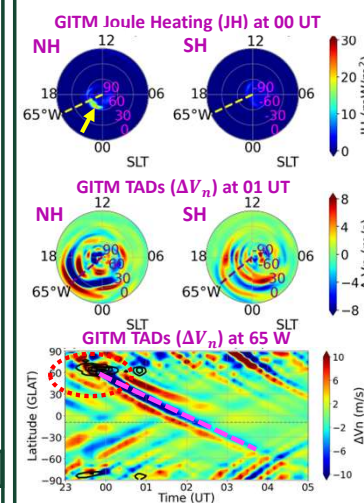 GITM Joule Heating (JH) at 00 UT
NH 12 SH 12
30
18 90 06 18 -90 06
20
60 -60
30 -30
65°W 0 65°W 0
10
00 SLT 00 SLT
0
GITM TADs (ΔVn) at 01 UT
NH 12 SH 12
8
18 90 06 18 -90 06
4
60 -60
0
30 -30
65°W 0 65°W 0
−4
00 SLT 00 SLT
−8
GITM TADs (ΔVn) at 65 W
90
60
30
0
−30
−60
−90
Latitude (GLAT)
23 00 01 02 03 04 05
Time (UT)
10
6
2
−2
−6
−10
ΔVn (m/s)